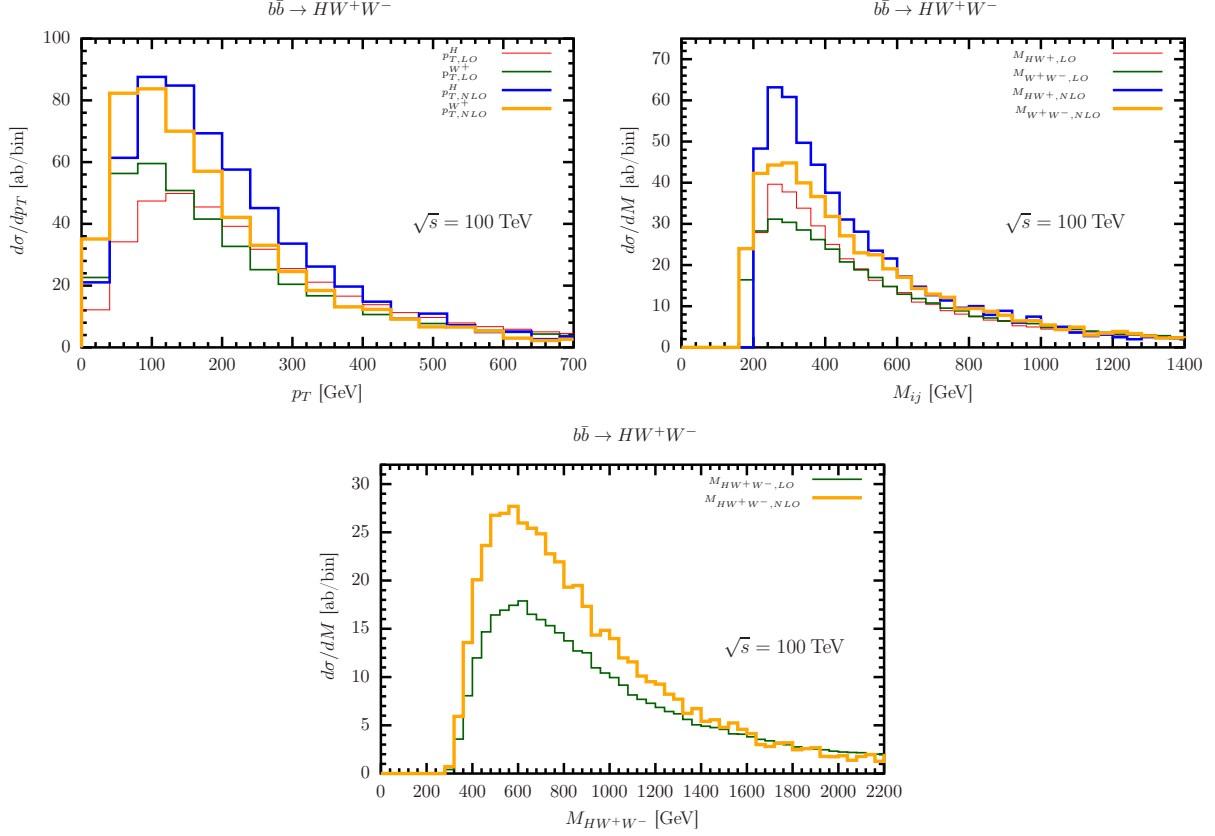 bb̄ → HW⁺W⁻
dσ/dp_T [ab/bin]
100
80
60
40
20
0
p^H_{T,LO}
p^{W+}_{T,LO}
p^H_{T,NLO}
p^{W+}_{T,NLO}
√s = 100 TeV
0 100 200 300 400 500 600 700
p_T [GeV]
bb̄ → HW⁺W⁻
dσ/dM [ab/bin]
70
60
50
40
30
20
10
0
M_{HW+,LO}
M_{W+W−,LO}
M_{HW+,NLO}
M_{W+W−,NLO}
√s = 100 TeV
0 200 400 600 800 1000 1200 1400
M_{ij} [GeV]
bb̄ → HW⁺W⁻
dσ/dM [ab/bin]
30
25
20
15
10
5
0
M_{HW+W−,LO}
M_{HW+W−,NLO}
√s = 100 TeV
0 200 400 600 800 1000 1200 1400 1600 1800 2000 2200
M_{HW+W−} [GeV]